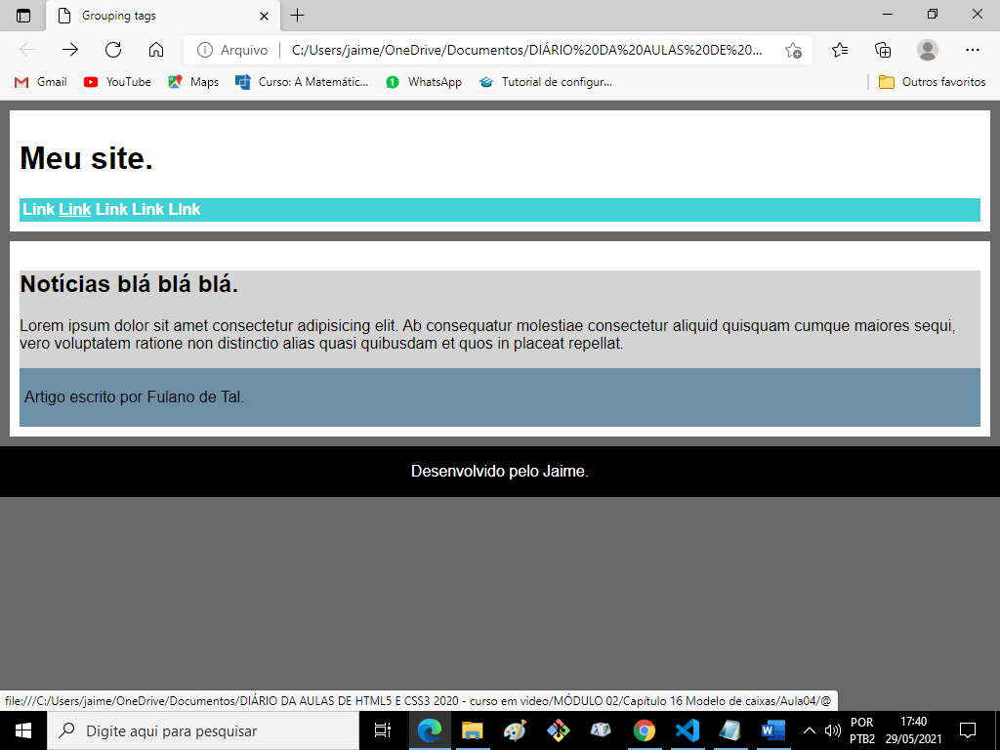 Grouping tags
Arquivo
C:/Users/jaime/OneDrive/Documentos/DIÁRIO%20DA%20AULAS%20DE%20...
Gmail
YouTube
Maps
Curso: A Matemátic...
1
WhatsApp
Tutorial de configur...
Outros favoritos
Meu site.
Link Link Link Link LInk
Notícias blá blá blá.
Lorem ipsum dolor sit amet consectetur adipisicing elit. Ab consequatur molestiae consectetur aliquid quisquam cumque maiores sequi,
vero voluptatem ratione non distinctio alias quasi quibusdam et quos in placeat repellat.
Artigo escrito por Fulano de Tal.
Desenvolvido pelo Jaime.
file:///C:/Users/jaime/OneDrive/Documentos/DIÁRIO DA AULAS DE HTML5 E CSS3 2020 - curso em video/MÓDULO 02/Capítulo 16 Modelo de caixas/Aula04/@
Digite aqui para pesquisar
POR
PTB2
17:40
29/05/2021